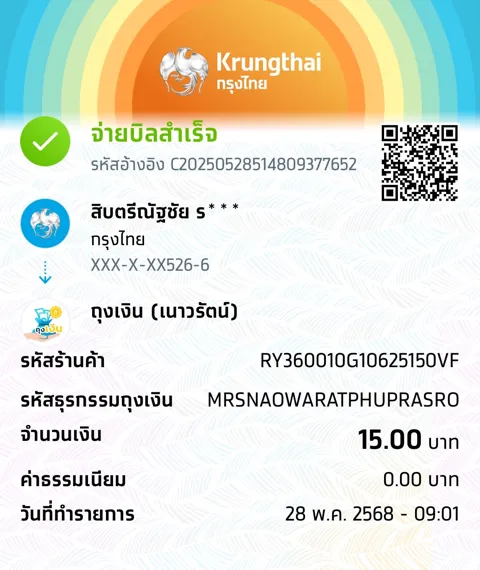 Krungthai
กรุงไทย
จ่ายบิลสำเร็จ
รหัสอ้างอิง C20250528514809377652
สิบตรีณัฐชัย ร***
กรุงไทย
XXX-X-XX526-6
ถุงเงิน
ถุงเงิน (เนาวรัตน์)
รหัสร้านค้า RY360010G10625150VF
รหัสธุรกรรมถุงเงิน MRSNAOWARATPHUPRASRO
จำนวนเงิน 15.00 บาท
ค่าธรรมเนียม 0.00 บาท
วันที่ทำรายการ 28 พ.ค. 2568 - 09:01